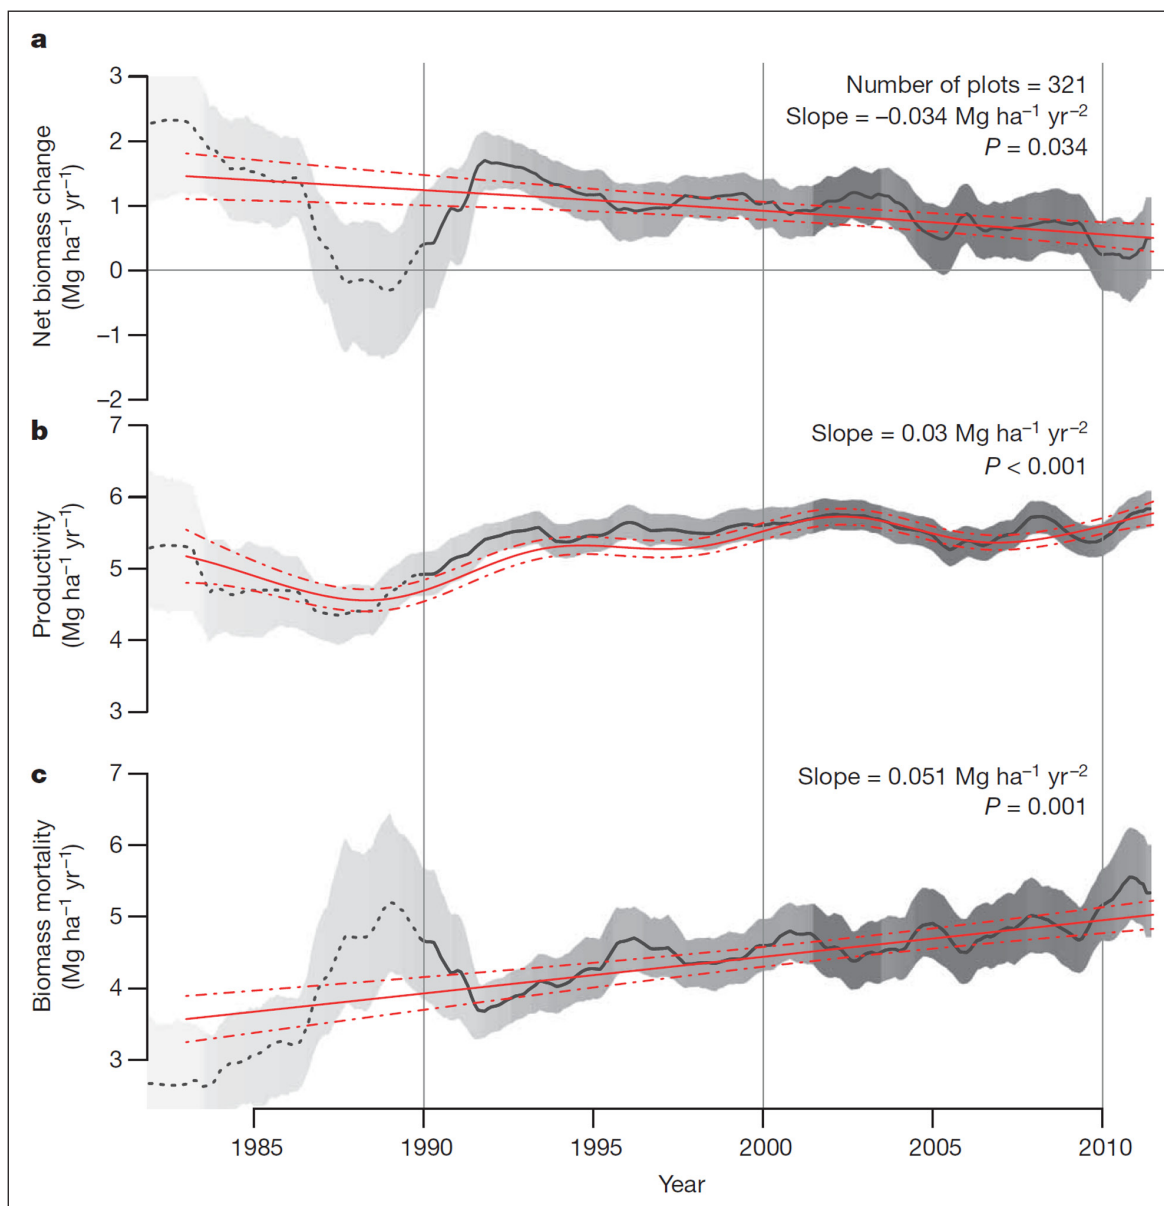 a
Number of plots = 321
Slope = –0.034 Mg ha⁻¹ yr⁻²
P = 0.034
Net biomass change
(Mg ha⁻¹ yr⁻¹)
3
2
1
0
–1
–2
b
Slope = 0.03 Mg ha⁻¹ yr⁻²
P < 0.001
Productivity
(Mg ha⁻¹ yr⁻¹)
7
6
5
4
3
c
Slope = 0.051 Mg ha⁻¹ yr⁻²
P = 0.001
Biomass mortality
(Mg ha⁻¹ yr⁻¹)
7
6
5
4
3
1985 1990 1995 2000 2005 2010
Year